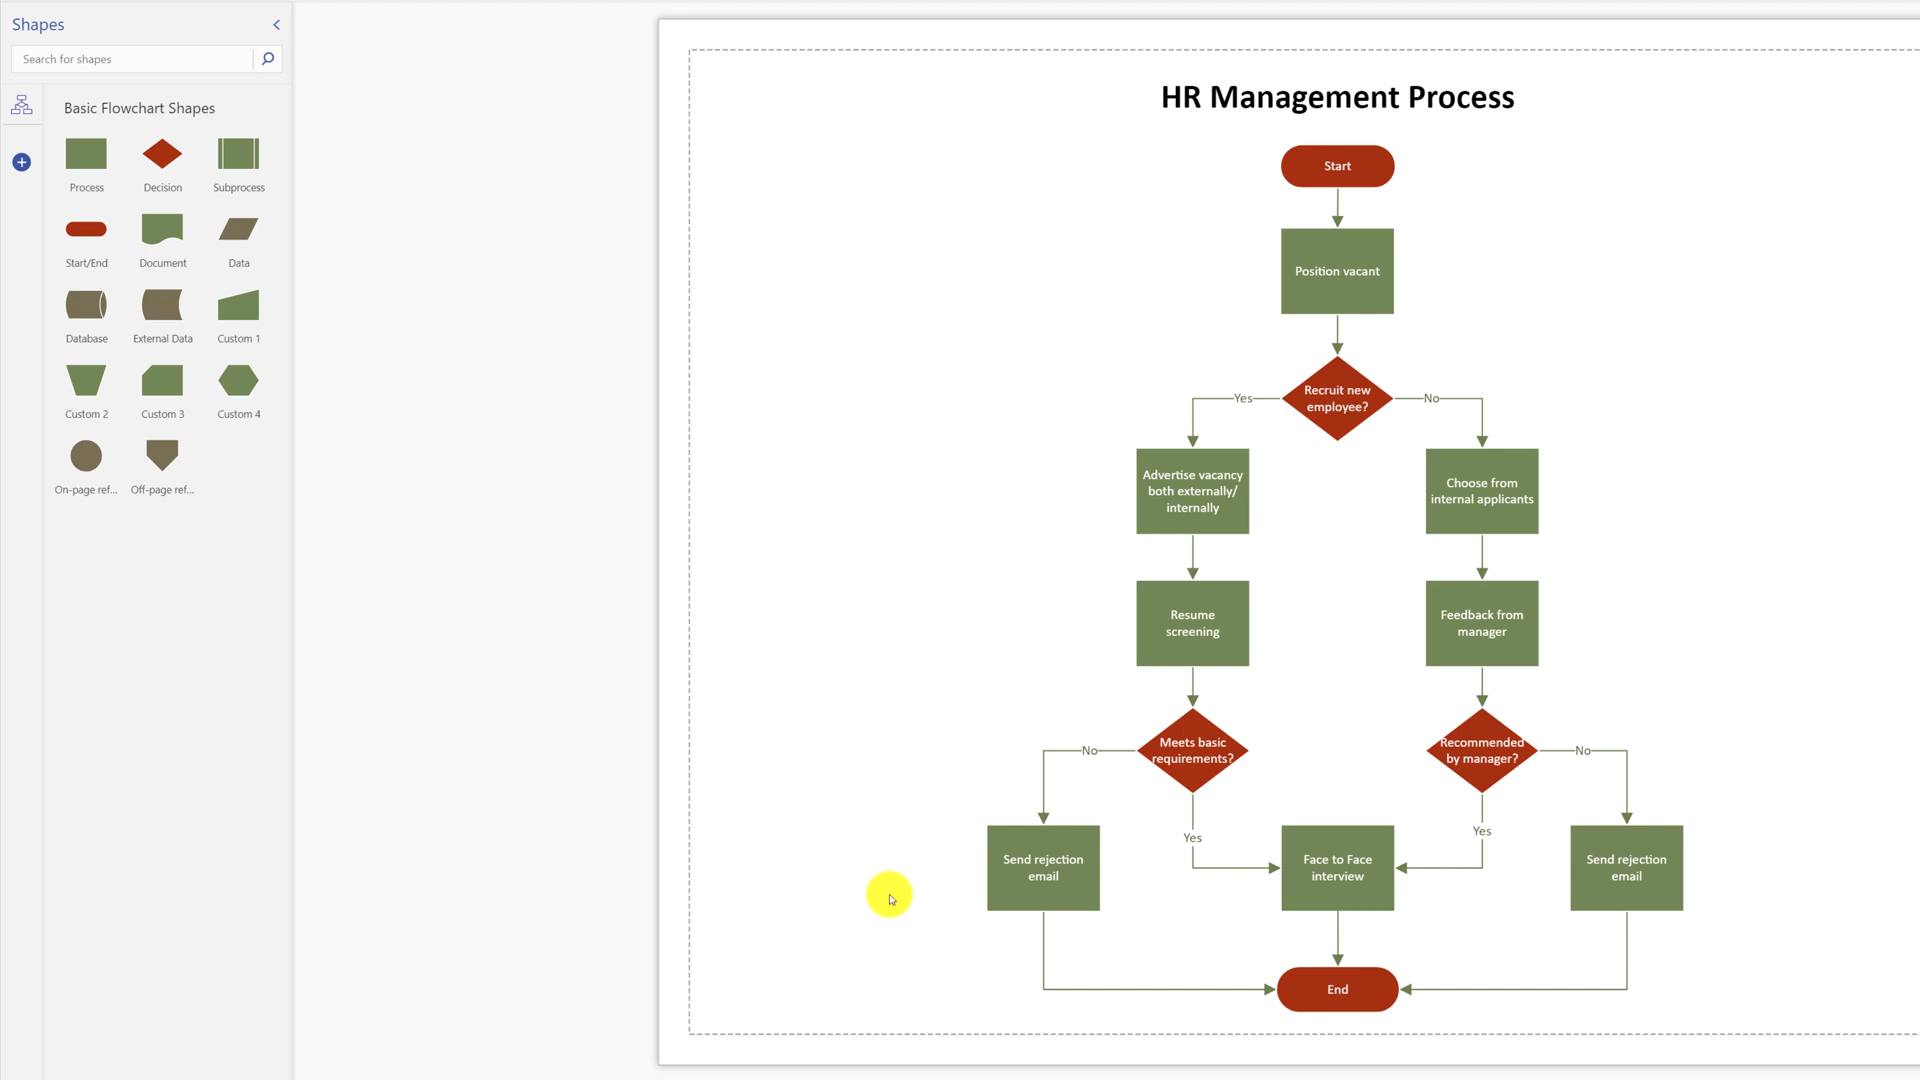 Shapes
Search for shapes
Basic Flowchart Shapes
Process
Decision
Subprocess
Start/End
Document
Data
Database
External Data
Custom 1
Custom 2
Custom 3
Custom 4
On-page ref...
Off-page ref...
HR Management Process
Start
Position vacant
Recruit new
employee?
Yes
No
Advertise vacancy
both externally/
internally
Choose from
internal applicants
Resume
screening
Feedback from
manager
Meets basic
requirements?
Recommended
by manager?
No
Yes
Yes
No
Send rejection
email
Face to Face
interview
Send rejection
email
End